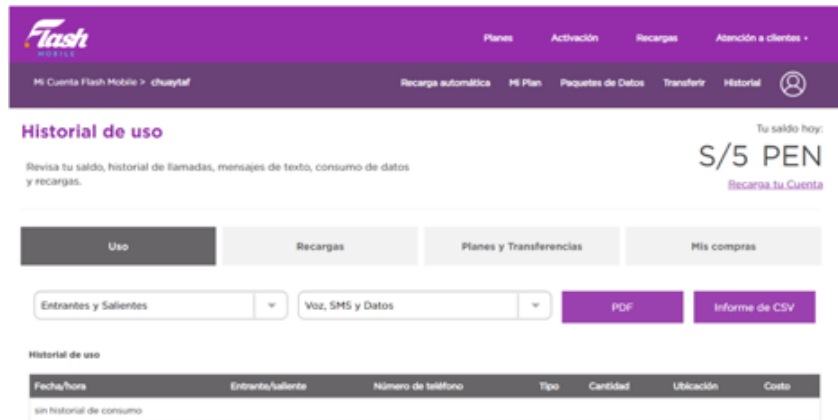 Flash
MOBILE
Planes Activación Recargas Atención a clientes
Mi Cuenta Flash Mobile > chuaytaf
Recarga automática Mi Plan Paquetes de Datos Transferir Historial
Historial de uso
Tu saldo hoy:
S/5 PEN
Recarga tu Cuenta
Revisa tu saldo, historial de llamadas, mensajes de texto, consumo de datos
y recargas.
Uso Recargas Planes y Transferencias Mis compras
Entrantes y Salientes Voz, SMS y Datos PDF Informe de CSV
Historial de uso
Fecha/hora Entrante/saliente Número de teléfono Tipo Cantidad Ubicación Costo
sin historial de consumo